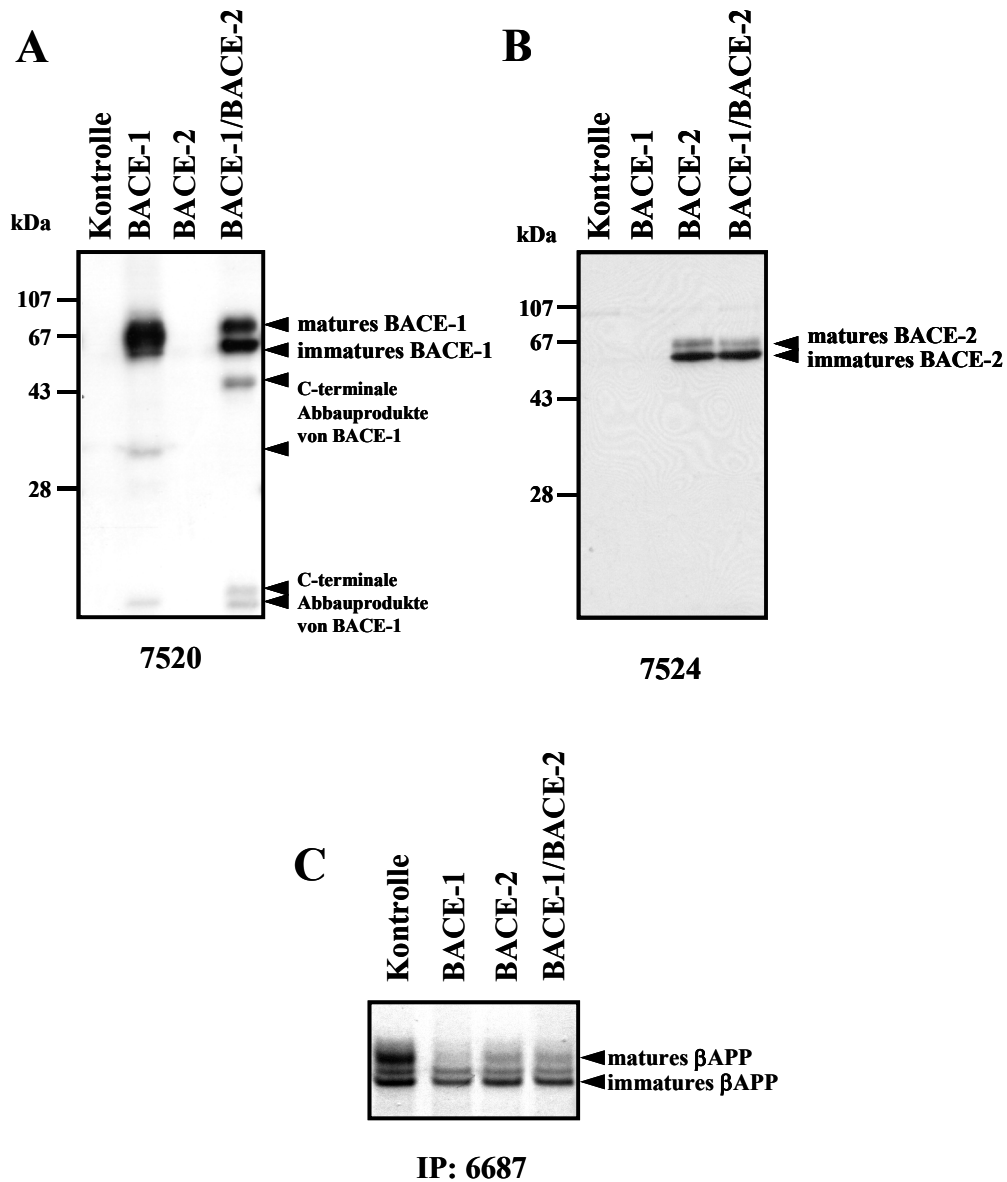 A
Kontrolle
BACE-1
BACE-2
BACE-1/BACE-2
kDa
107
67
43
28
matures BACE-1
immatures BACE-1
C-terminale
Abbauprodukte
von BACE-1
C-terminale
Abbauprodukte
von BACE-1
7520
B
Kontrolle
BACE-1
BACE-2
BACE-1/BACE-2
kDa
107
67
43
28
matures BACE-2
immatures BACE-2
7524
C
Kontrolle
BACE-1
BACE-2
BACE-1/BACE-2
matures βAPP
immatures βAPP
IP: 6687